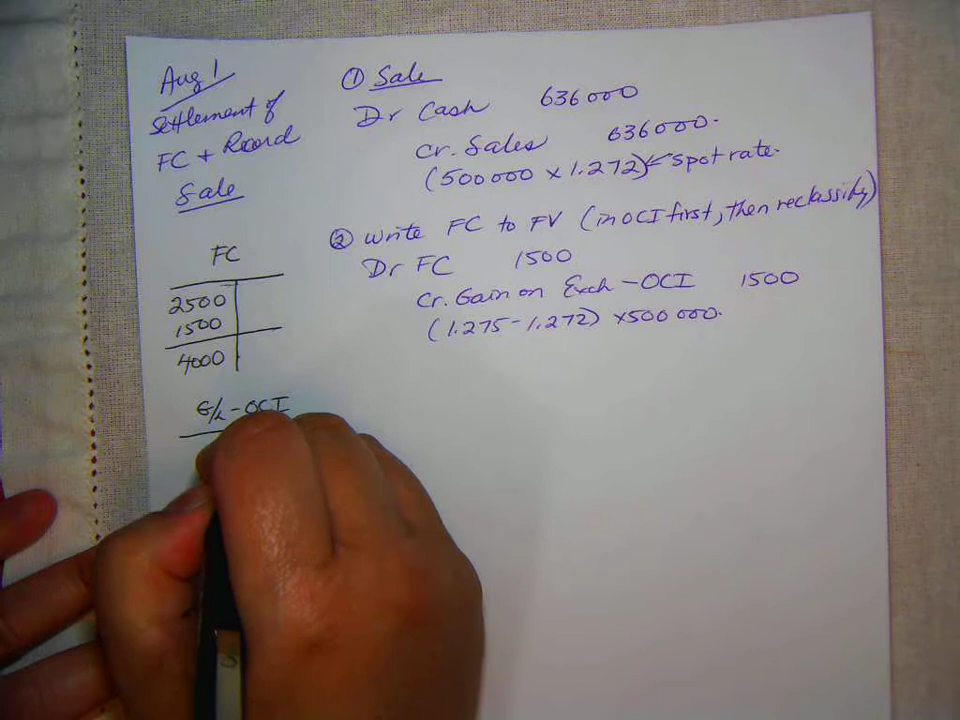 Aug 1
Settlement of
FC + Record
Sale
① Sale
Dr Cash 636000
Cr. Sales 636000.
(500000 x 1.272) ← Spot rate.
② Write FC to FV (in OCI first, then reclassify)
Dr FC 1500
Cr. Gain on Exch - OCI 1500
(1.275 - 1.272) x 500000.
FC
2500
1500
4000
G/L - OCI